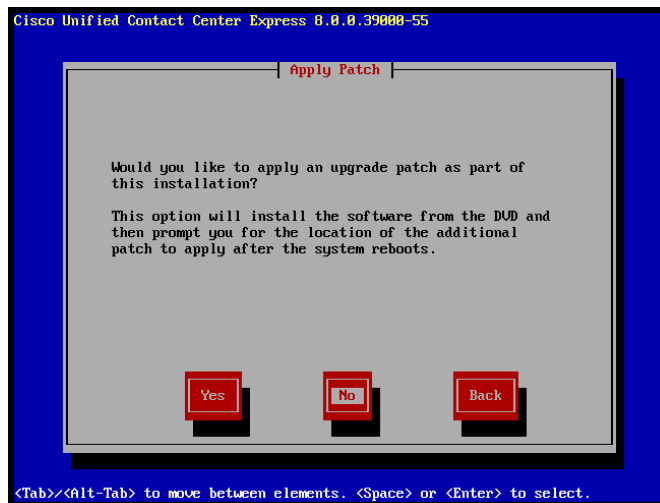 Cisco Unified Contact Center Express 8.0.0.39000-55
Apply Patch
Would you like to apply an upgrade patch as part of
this installation?
This option will install the software from the DVD and
then prompt you for the location of the additional
patch to apply after the system reboots.
Yes No Back
<Tab>/<Alt-Tab> to move between elements. <Space> or <Enter> to select.